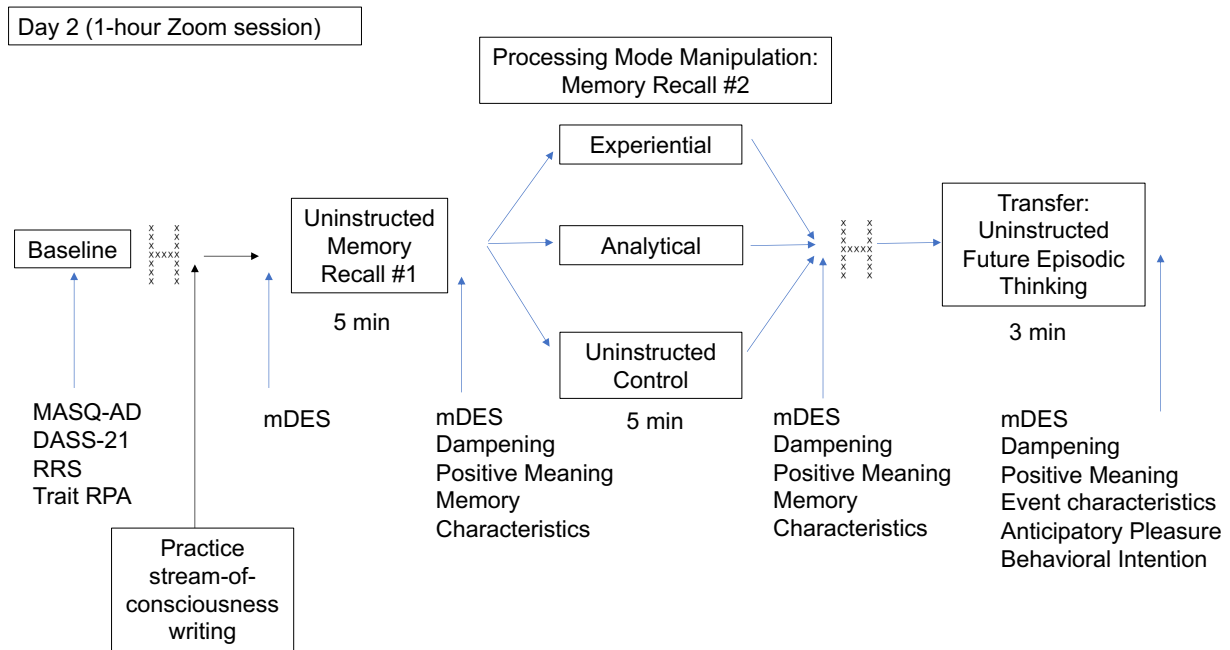 Day 2 (1-hour Zoom session)
Processing Mode Manipulation:
Memory Recall #2
Baseline
Uninstructed
Memory
Recall #1
5 min
Experiential
Analytical
Uninstructed
Control
5 min
Transfer:
Uninstructed
Future Episodic
Thinking
3 min
MASQ-AD
DASS-21
RRS
Trait RPA
Practice
stream-of-
consciousness
writing
mDES
mDES
Dampening
Positive Meaning
Memory
Characteristics
mDES
Dampening
Positive Meaning
Memory
Characteristics
mDES
Dampening
Positive Meaning
Event characteristics
Anticipatory Pleasure
Behavioral Intention